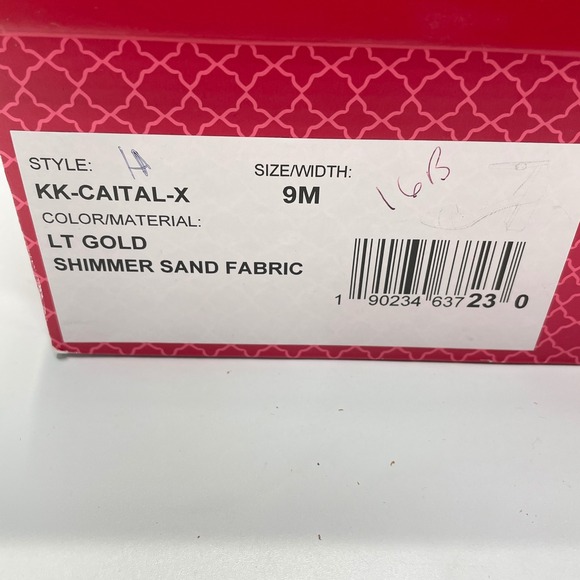 STYLE:
KK-CAITAL-X
COLOR/MATERIAL:
LT GOLD
SHIMMER SAND FABRIC
SIZE/WIDTH:
9M
16B
1 90234 63723 0